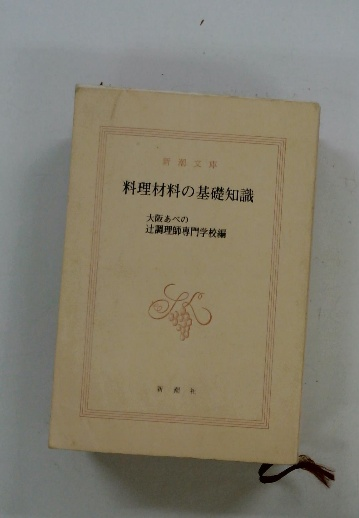 新潮文庫
料理材料の基礎知識
大阪あべの
辻調理師専門学校編
新潮社